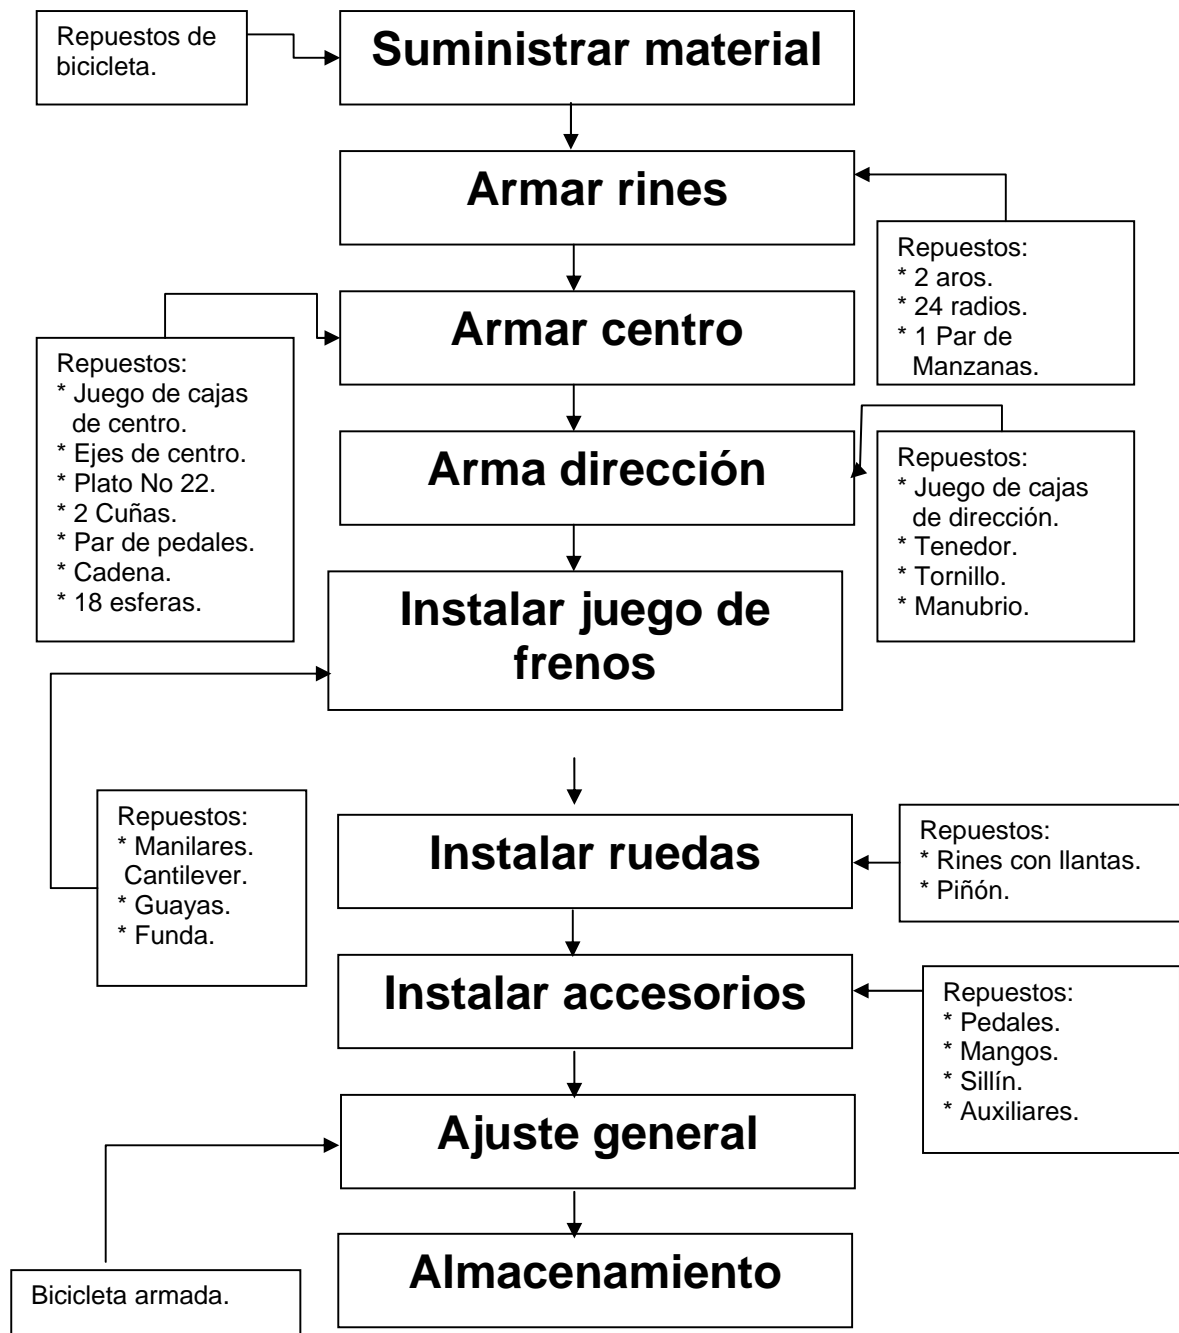 Repuestos de
bicicleta.
Suministrar material
Armar rines
Repuestos:
* 2 aros.
* 24 radios.
* 1 Par de
Manzanas.
Armar centro
Repuestos:
* Juego de cajas
de centro.
* Ejes de centro.
* Plato No 22.
* 2 Cuñas.
* Par de pedales.
* Cadena.
* 18 esferas.
Arma dirección
Repuestos:
* Juego de cajas
de dirección.
* Tenedor.
* Tornillo.
* Manubrio.
Instalar juego de
frenos
Repuestos:
* Manilares.
Cantilever.
* Guayas.
* Funda.
Instalar ruedas
Repuestos:
* Rines con llantas.
* Piñón.
Instalar accesorios
Repuestos:
* Pedales.
* Mangos.
* Sillín.
* Auxiliares.
Ajuste general
Bicicleta armada.
Almacenamiento